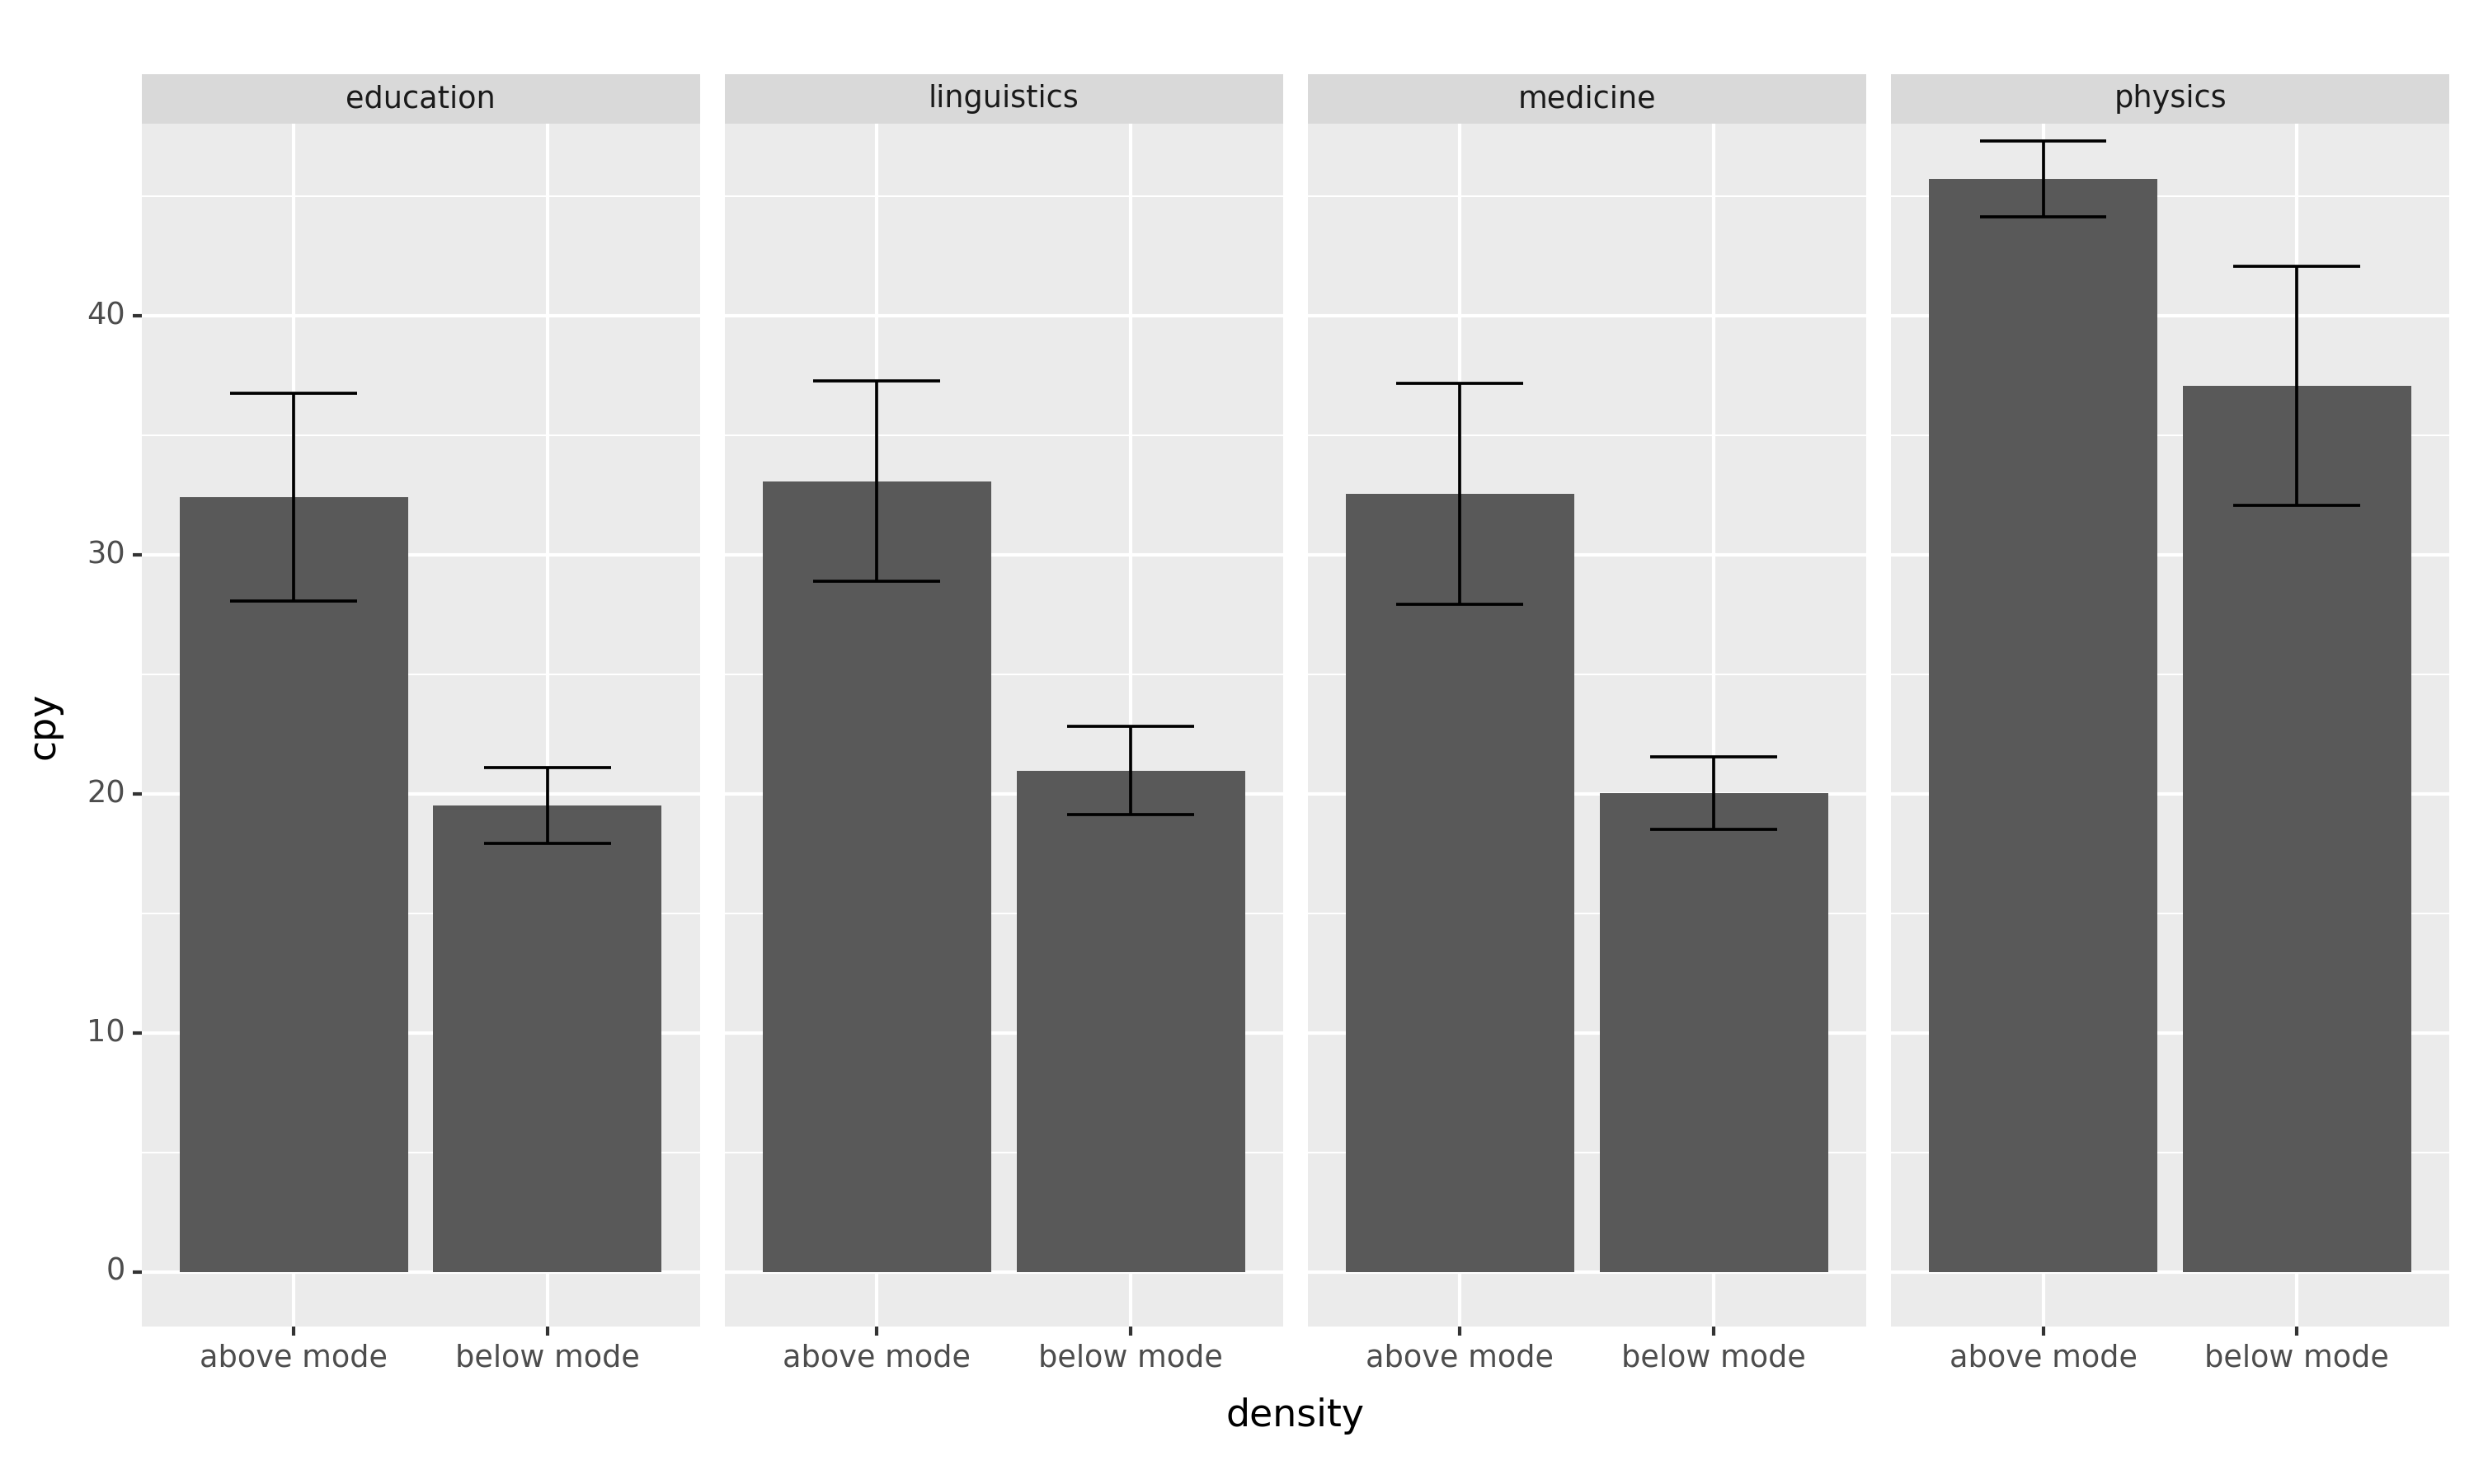 education linguistics medicine physics
40
30
20
10
0
cpy
above mode below mode above mode below mode above mode below mode above mode below mode
density